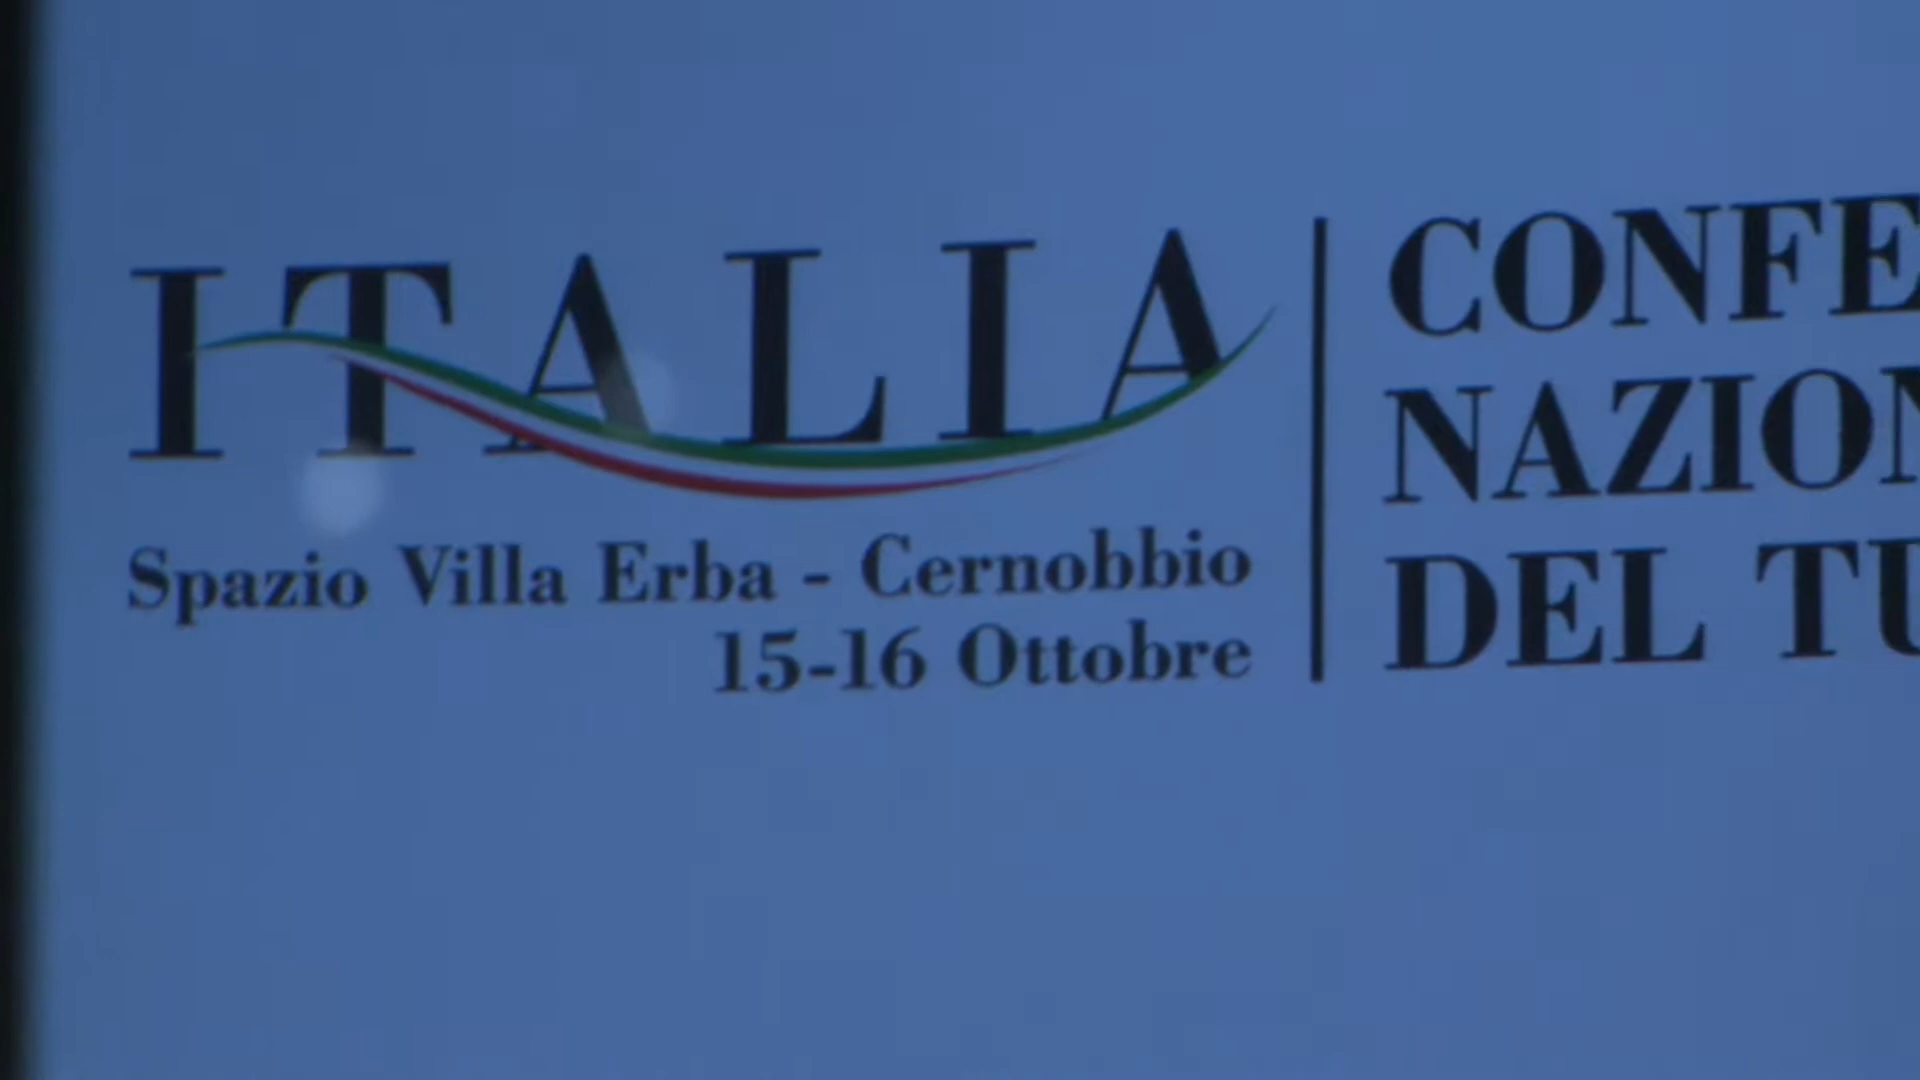 ITALIA
Spazio Villa Erba - Cernobbio
15-16 Ottobre
CONFE
NAZION
DEL TU